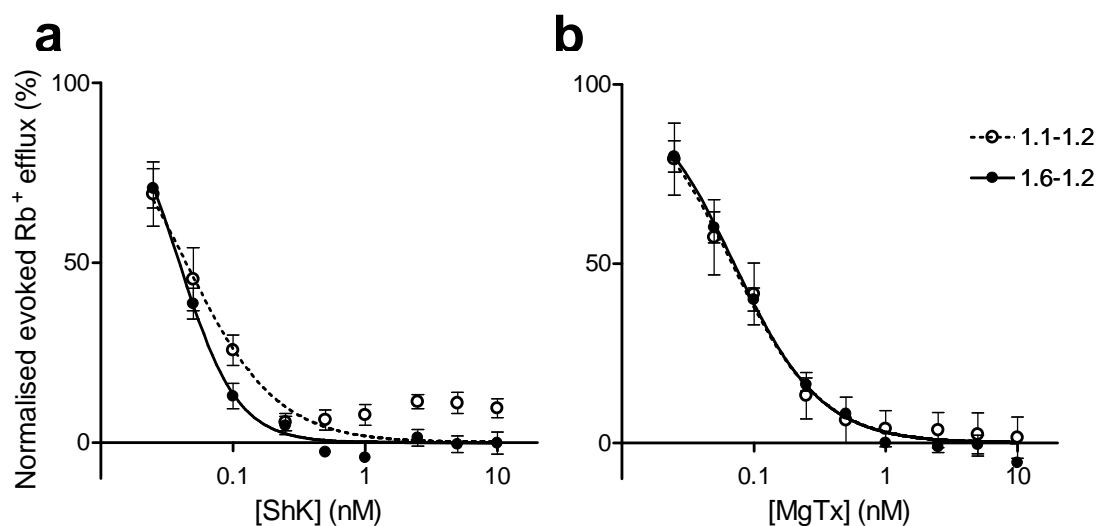 a
b
Normalised evoked Rb+ efflux (%)
100
50
0
0.1
1
10
[ShK] (nM)
100
50
0
0.1
1
10
[MgTx] (nM)
1.1-1.2
1.6-1.2